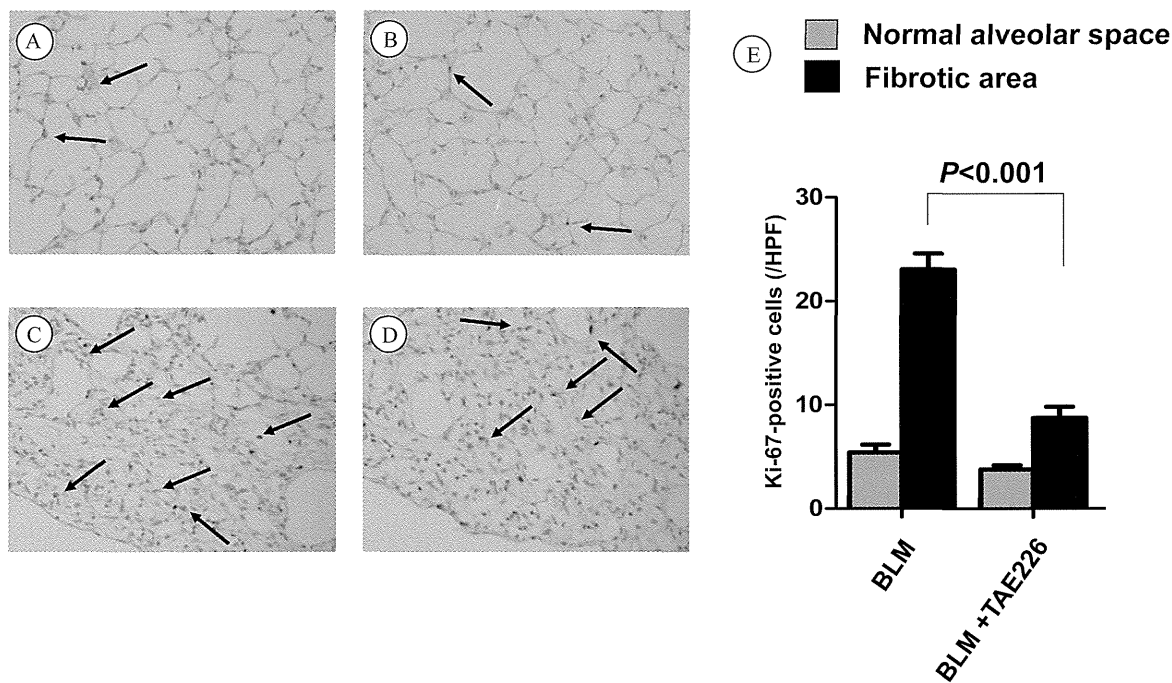 A
B
C
D
E
Normal alveolar space
Fibrotic area
P<0.001
Ki-67-positive cells (/HPF)
30
20
10
0
BLM
BLM +TAE226